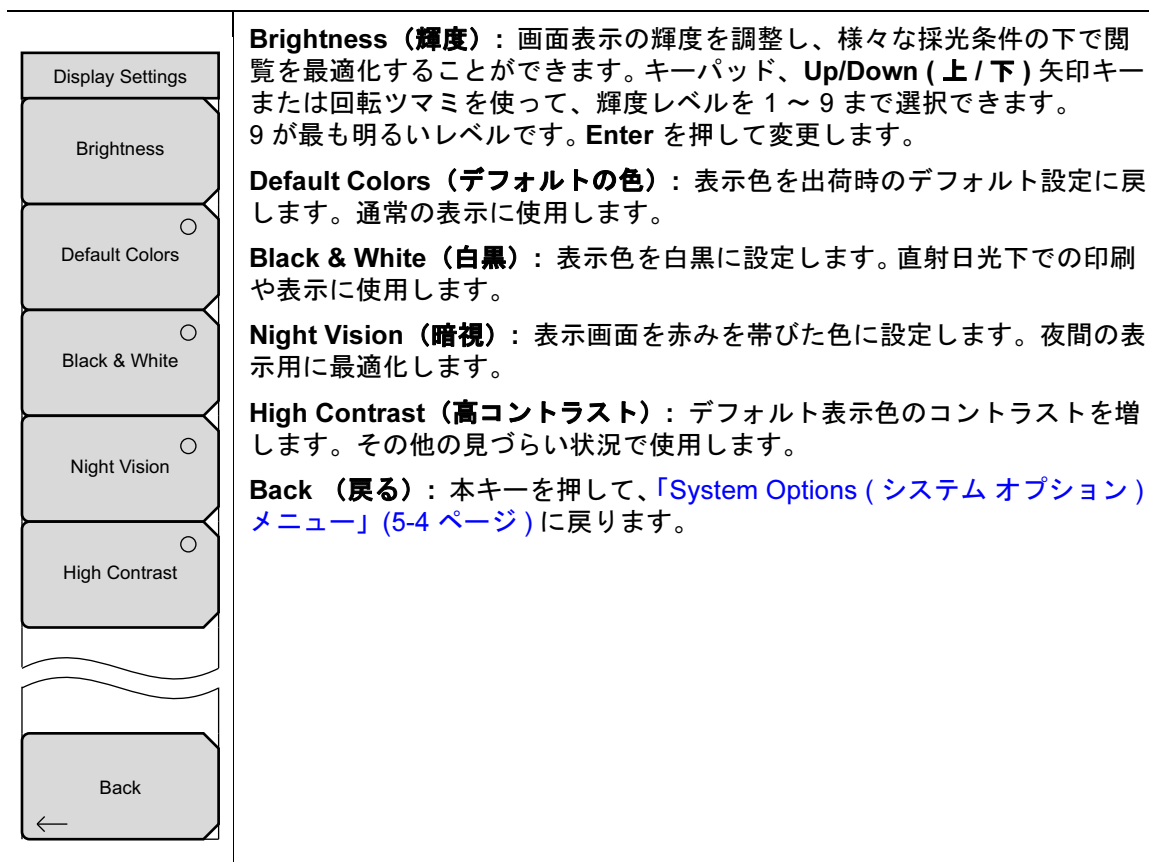 Display Settings
Brightness
Default Colors
Black & White
Night Vision
High Contrast
Back
Brightness（輝度）: 画面表示の輝度を調整し、様々な採光条件の下で閲
覧を最適化することができます。キーパッド、Up/Down ( 上 / 下 ) 矢印キー
または回転ツマミを使って、輝度レベルを 1 ～ 9 まで選択できます。
9 が最も明るいレベルです。Enter を押して変更します。
Default Colors（デフォルトの色）: 表示色を出荷時のデフォルト設定に戻
します。通常の表示に使用します。
Black & White（白黒）: 表示色を白黒に設定します。直射日光下での印刷
や表示に使用します。
Night Vision（暗視）: 表示画面を赤みを帯びた色に設定します。夜間の表
示用に最適化します。
High Contrast（高コントラスト）: デフォルト表示色のコントラストを増
します。その他の見づらい状況で使用します。
Back （戻る）: 本キーを押して、「System Options ( システム オプション )
メニュー」(5-4 ページ ) に戻ります。